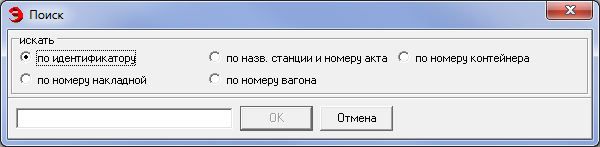 Поиск
искать
по идентификатору по назв. станции и номеру акта по номеру контейнера
по номеру накладной по номеру вагона
OK Отмена